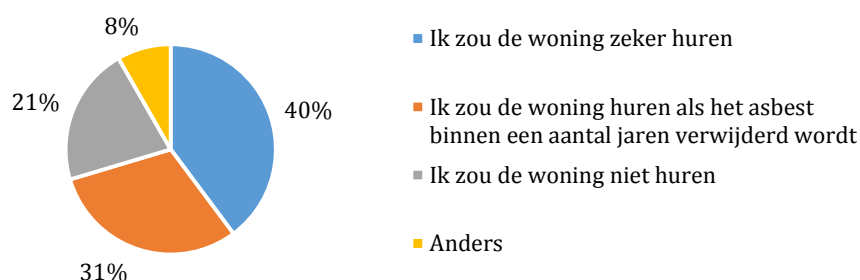 8%
21%
40%
31%
Ik zou de woning zeker huren
Ik zou de woning huren als het asbest
binnen een aantal jaren verwijderd wordt
Ik zou de woning niet huren
Anders